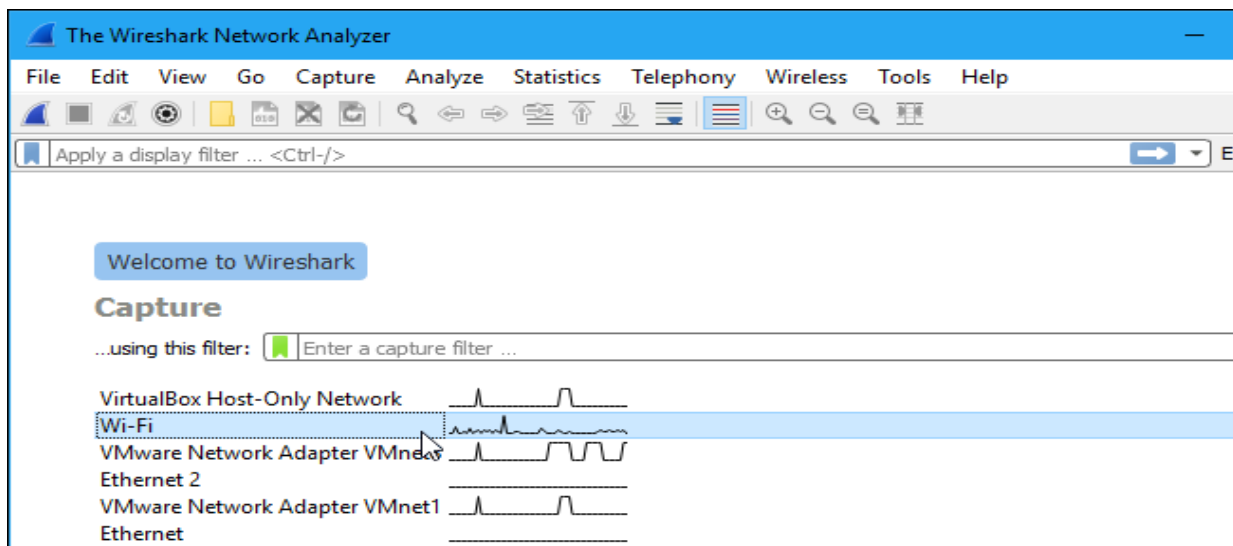 The Wireshark Network Analyzer
File Edit View Go Capture Analyze Statistics Telephony Wireless Tools Help
Apply a display filter ... <Ctrl-/> E
Welcome to Wireshark
Capture
...using this filter: Enter a capture filter ...
VirtualBox Host-Only Network
Wi-Fi
VMware Network Adapter
Ethernet 2
VMware Network Adapter VMnet1
Ethernet